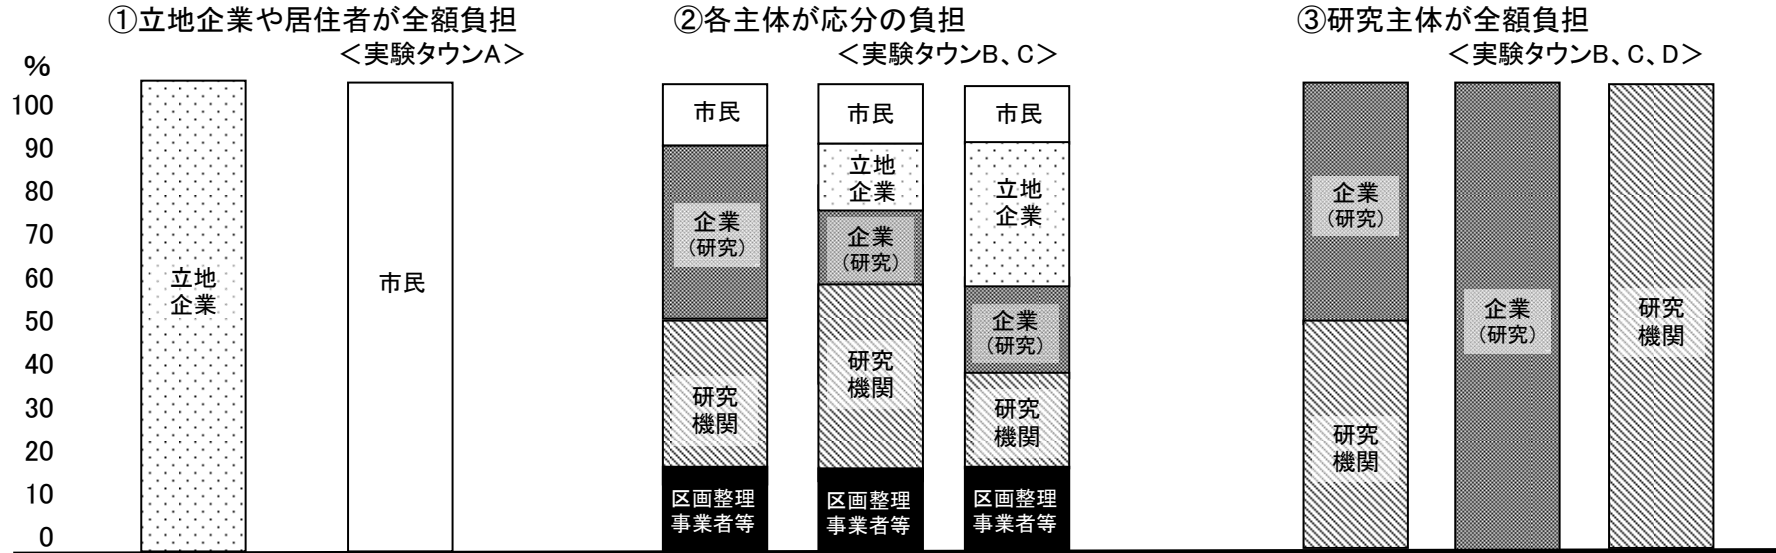 ①立地企業や居住者が全額負担
＜実験タウンA＞
②各主体が応分の負担
＜実験タウンB、C＞
③研究主体が全額負担
＜実験タウンB、C、D＞
%
100
90
80
70
60
50
40
30
20
10
0
立地
企業
市民
市民
企業
(研究)
研究
機関
区画整理
事業者等
市民
立地
企業
企業
(研究)
研究
機関
区画整理
事業者等
市民
立地
企業
企業
(研究)
研究
機関
区画整理
事業者等
企業
(研究)
研究
機関
企業
(研究)
研究
機関